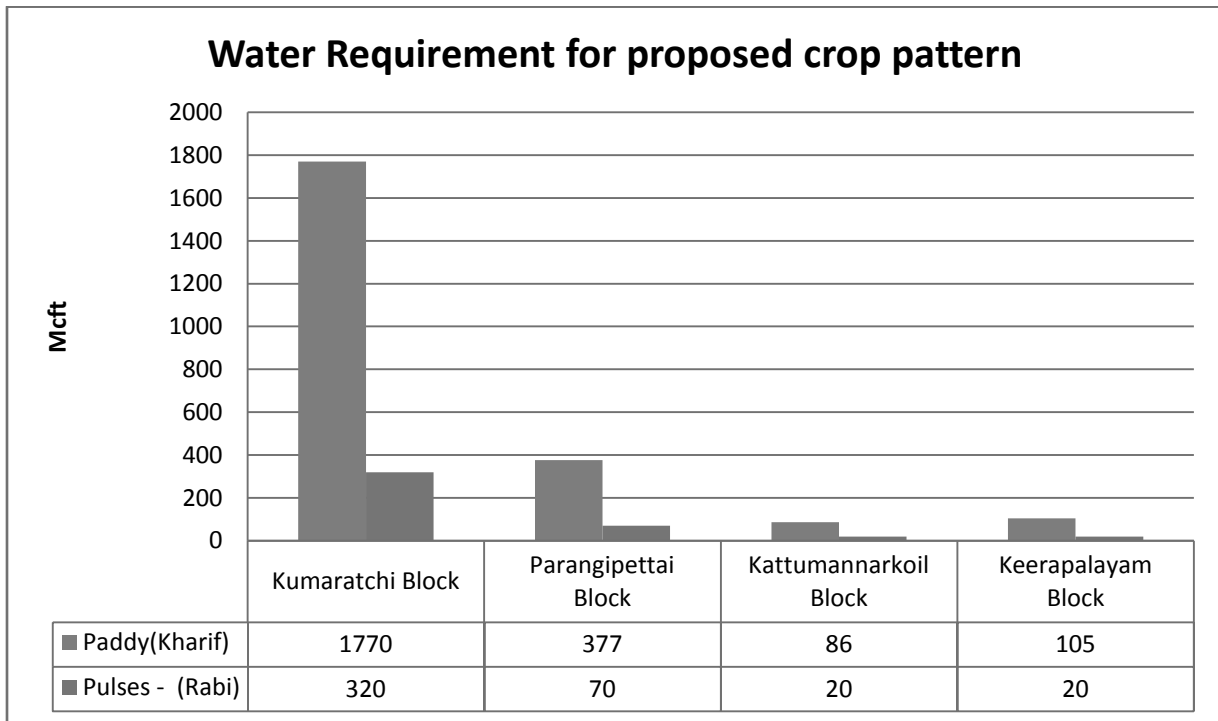 Water Requirement for proposed crop pattern
2000
1800
1600
1400
1200
1000
800
600
400
200
0
Mcft
Kumaratchi Block
Parangipettai
Block
Kattumannarkoil
Block
Keerapalayam
Block
Paddy(Kharif) 1770 377 86 105
Pulses - (Rabi) 320 70 20 20